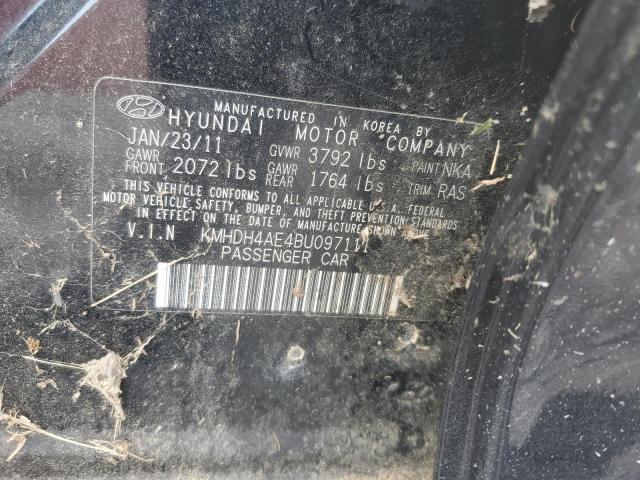 MANUFACTURED IN KOREA BY
HYUNDAI MOTOR COMPANY
JAN/23/11 GVWR 3792 lbs PAINT:NKA
GAWR FRONT 2072 lbs GAWR REAR 1764 lbs TRIM: RAS
THIS VEHICLE CONFORMS TO ALL APPLICABLE U.S.A. FEDERAL
MOTOR VEHICLE SAFETY, BUMPER, AND THEFT PREVENTION STANDARDS
IN EFFECT ON THE DATE OF MANUFACTURE SHOWN ABOVE.
V.I.N KMHDH4AE4BU097111
PASSENGER CAR